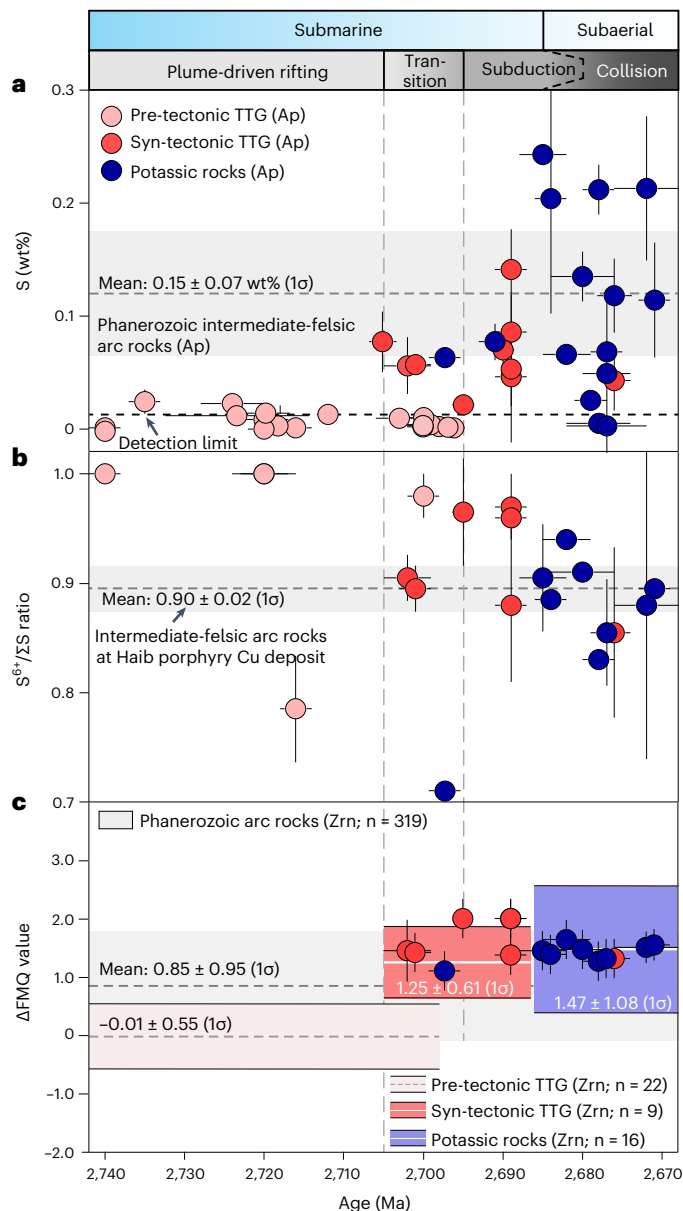 Submarine
Subaerial
Plume-driven rifting
Tran-
sition
Subduction
Collision
a
0.3
0.2
0.1
0
S (wt%)
Pre-tectonic TTG (Ap)
Syn-tectonic TTG (Ap)
Potassic rocks (Ap)
Mean: 0.15 ± 0.07 wt% (1σ)
Phanerozoic intermediate-felsic
arc rocks (Ap)
Detection limit
b
1.0
0.9
0.8
0.7
S6+/ΣS ratio
Mean: 0.90 ± 0.02 (1σ)
Intermediate-felsic arc rocks
at Haib porphyry Cu deposit
c
Phanerozoic arc rocks (Zrn; n = 319)
3.0
2.0
1.0
0
−1.0
−2.0
ΔFMQ value
Mean: 0.85 ± 0.95 (1σ)
1.25 ± 0.61 (1σ)
1.47 ± 1.08 (1σ)
−0.01 ± 0.55 (1σ)
Pre-tectonic TTG (Zrn; n = 22)
Syn-tectonic TTG (Zrn; n = 9)
Potassic rocks (Zrn; n = 16)
2,740 2,730 2,720 2,710 2,700 2,690 2,680 2,670
Age (Ma)